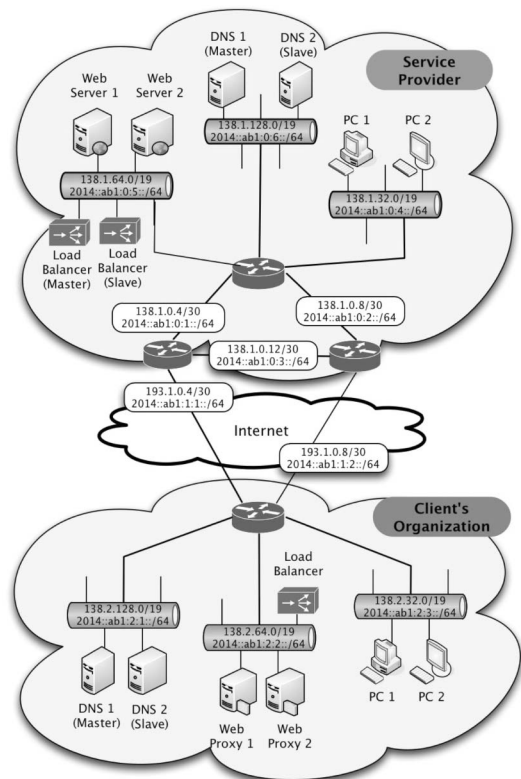 DNS 1
(Master)
DNS 2
(Slave)
Service
Provider
Web
Server 1
Web
Server 2
PC 1
PC 2
138.1.128.0/19
2014::ab1:0:6::/64
138.1.64.0/19
2014::ab1:0:5::/64
138.1.32.0/19
2014::ab1:0:4::/64
Load
Balancer
(Master)
Load
Balancer
(Slave)
138.1.0.4/30
2014::ab1:0:1::/64
138.1.0.8/30
2014::ab1:0:2::/64
138.1.0.12/30
2014::ab1:0:3::/64
193.1.0.4/30
2014::ab1:1:1::/64
Internet
193.1.0.8/30
2014::ab1:1:2::/64
Client's
Organization
Load
Balancer
138.2.128.0/19
2014::ab1:2:1::/64
138.2.64.0/19
2014::ab1:2:2::/64
138.2.32.0/19
2014::ab1:2:3::/64
DNS 1
(Master)
DNS 2
(Slave)
Web
Proxy 1
Web
Proxy 2
PC 1
PC 2